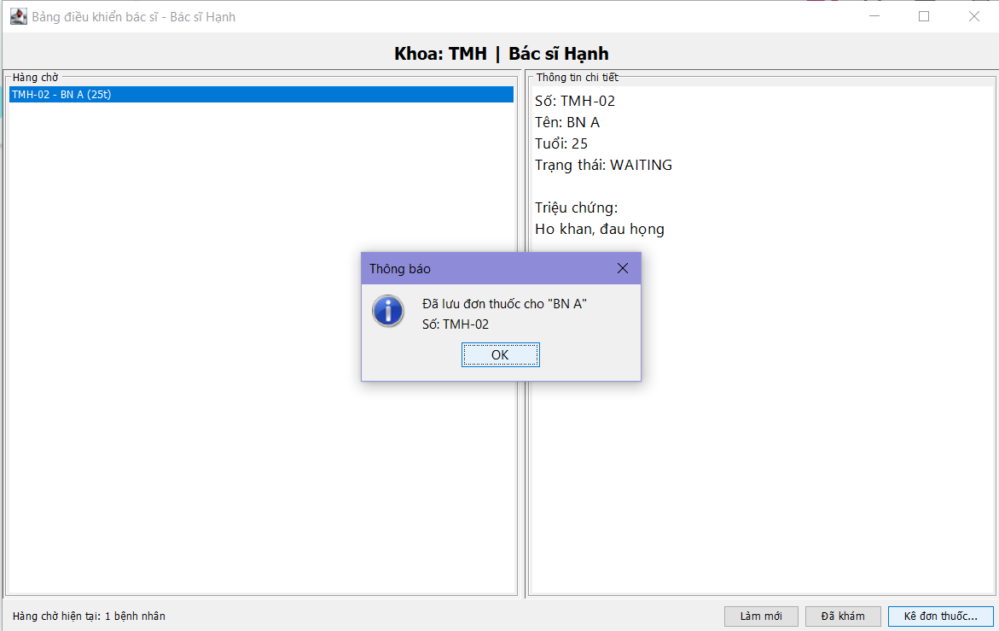 Bảng điều khiển bác sĩ - Bác sĩ Hạnh
Khoa: TMH | Bác sĩ Hạnh
Hàng chờ
TMH-02 - BN A (25t)
Thông tin chi tiết
Số: TMH-02
Tên: BN A
Tuổi: 25
Trạng thái: WAITING
Triệu chứng:
Ho khan, đau họng
Thông báo
Đã lưu đơn thuốc cho "BN A"
Số: TMH-02
OK
Hàng chờ hiện tại: 1 bệnh nhân
Làm mới
Đã khám
Kê đơn thuốc...